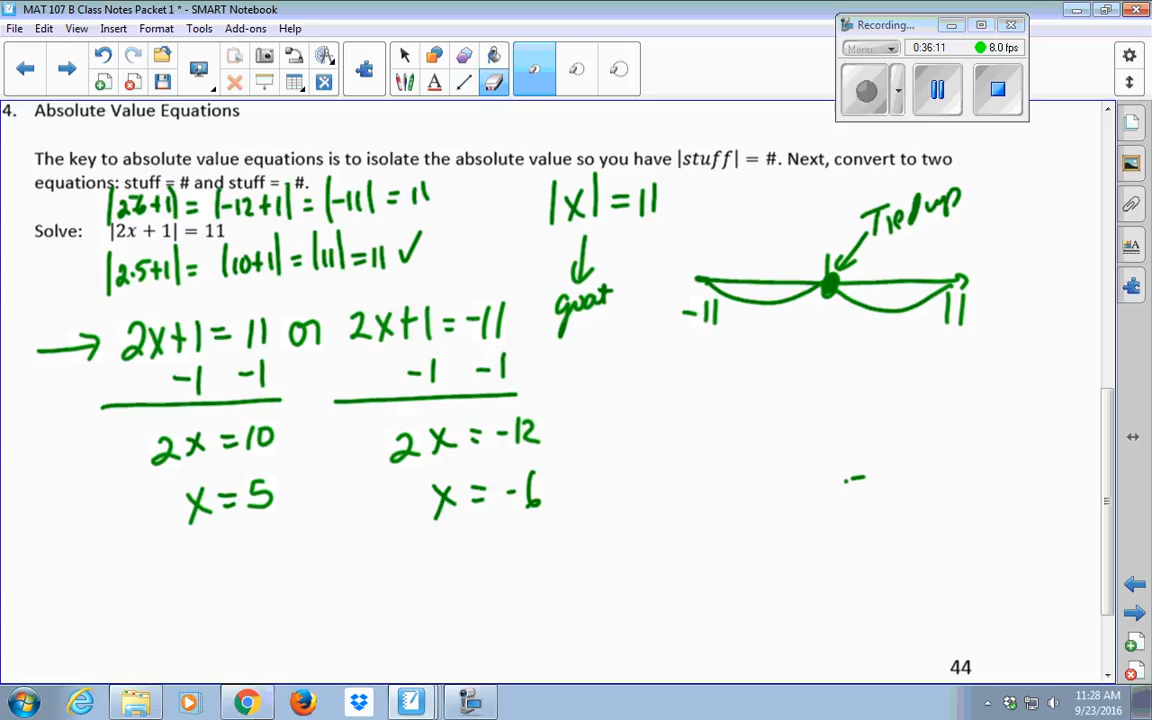 MAT 107 B Class Notes Packet 1 * - SMART Notebook
File Edit View Insert Format Tools Add-ons Help
Recording...
Menu
0:36:11
8.0 fps
4. Absolute Value Equations
The key to absolute value equations is to isolate the absolute value so you have |stuff| = #. Next, convert to two
equations: stuff = # and stuff = - #.
|2·-6+1| = |-12+1| = |-11| = 11
|x| = 11
Tied up
Solve: |2x + 1| = 11
|2·5+1| = |10+1| = |11| = 11 ✓
goat
-11 11
→ 2x+1 = 11 or 2x+1 = -11
-1 -1 -1 -1
2x = 10 2x = -12
x = 5 x = -6
44
11:28 AM
9/23/2016